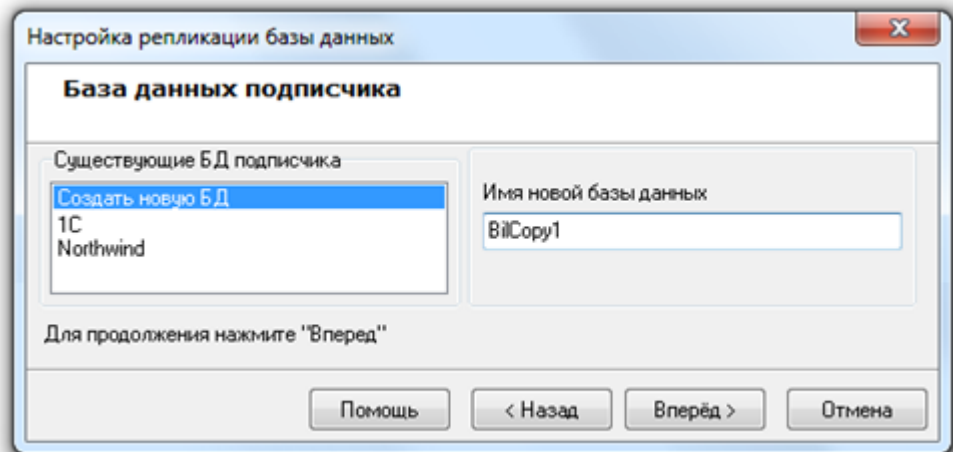 Настройка репликации базы данных
База данных подписчика
Существующие БД подписчика
Создать новую БД
1С
Northwind
Имя новой базы данных
BilCopy1
Для продолжения нажмите "Вперед"
Помощь
< Назад
Вперёд >
Отмена